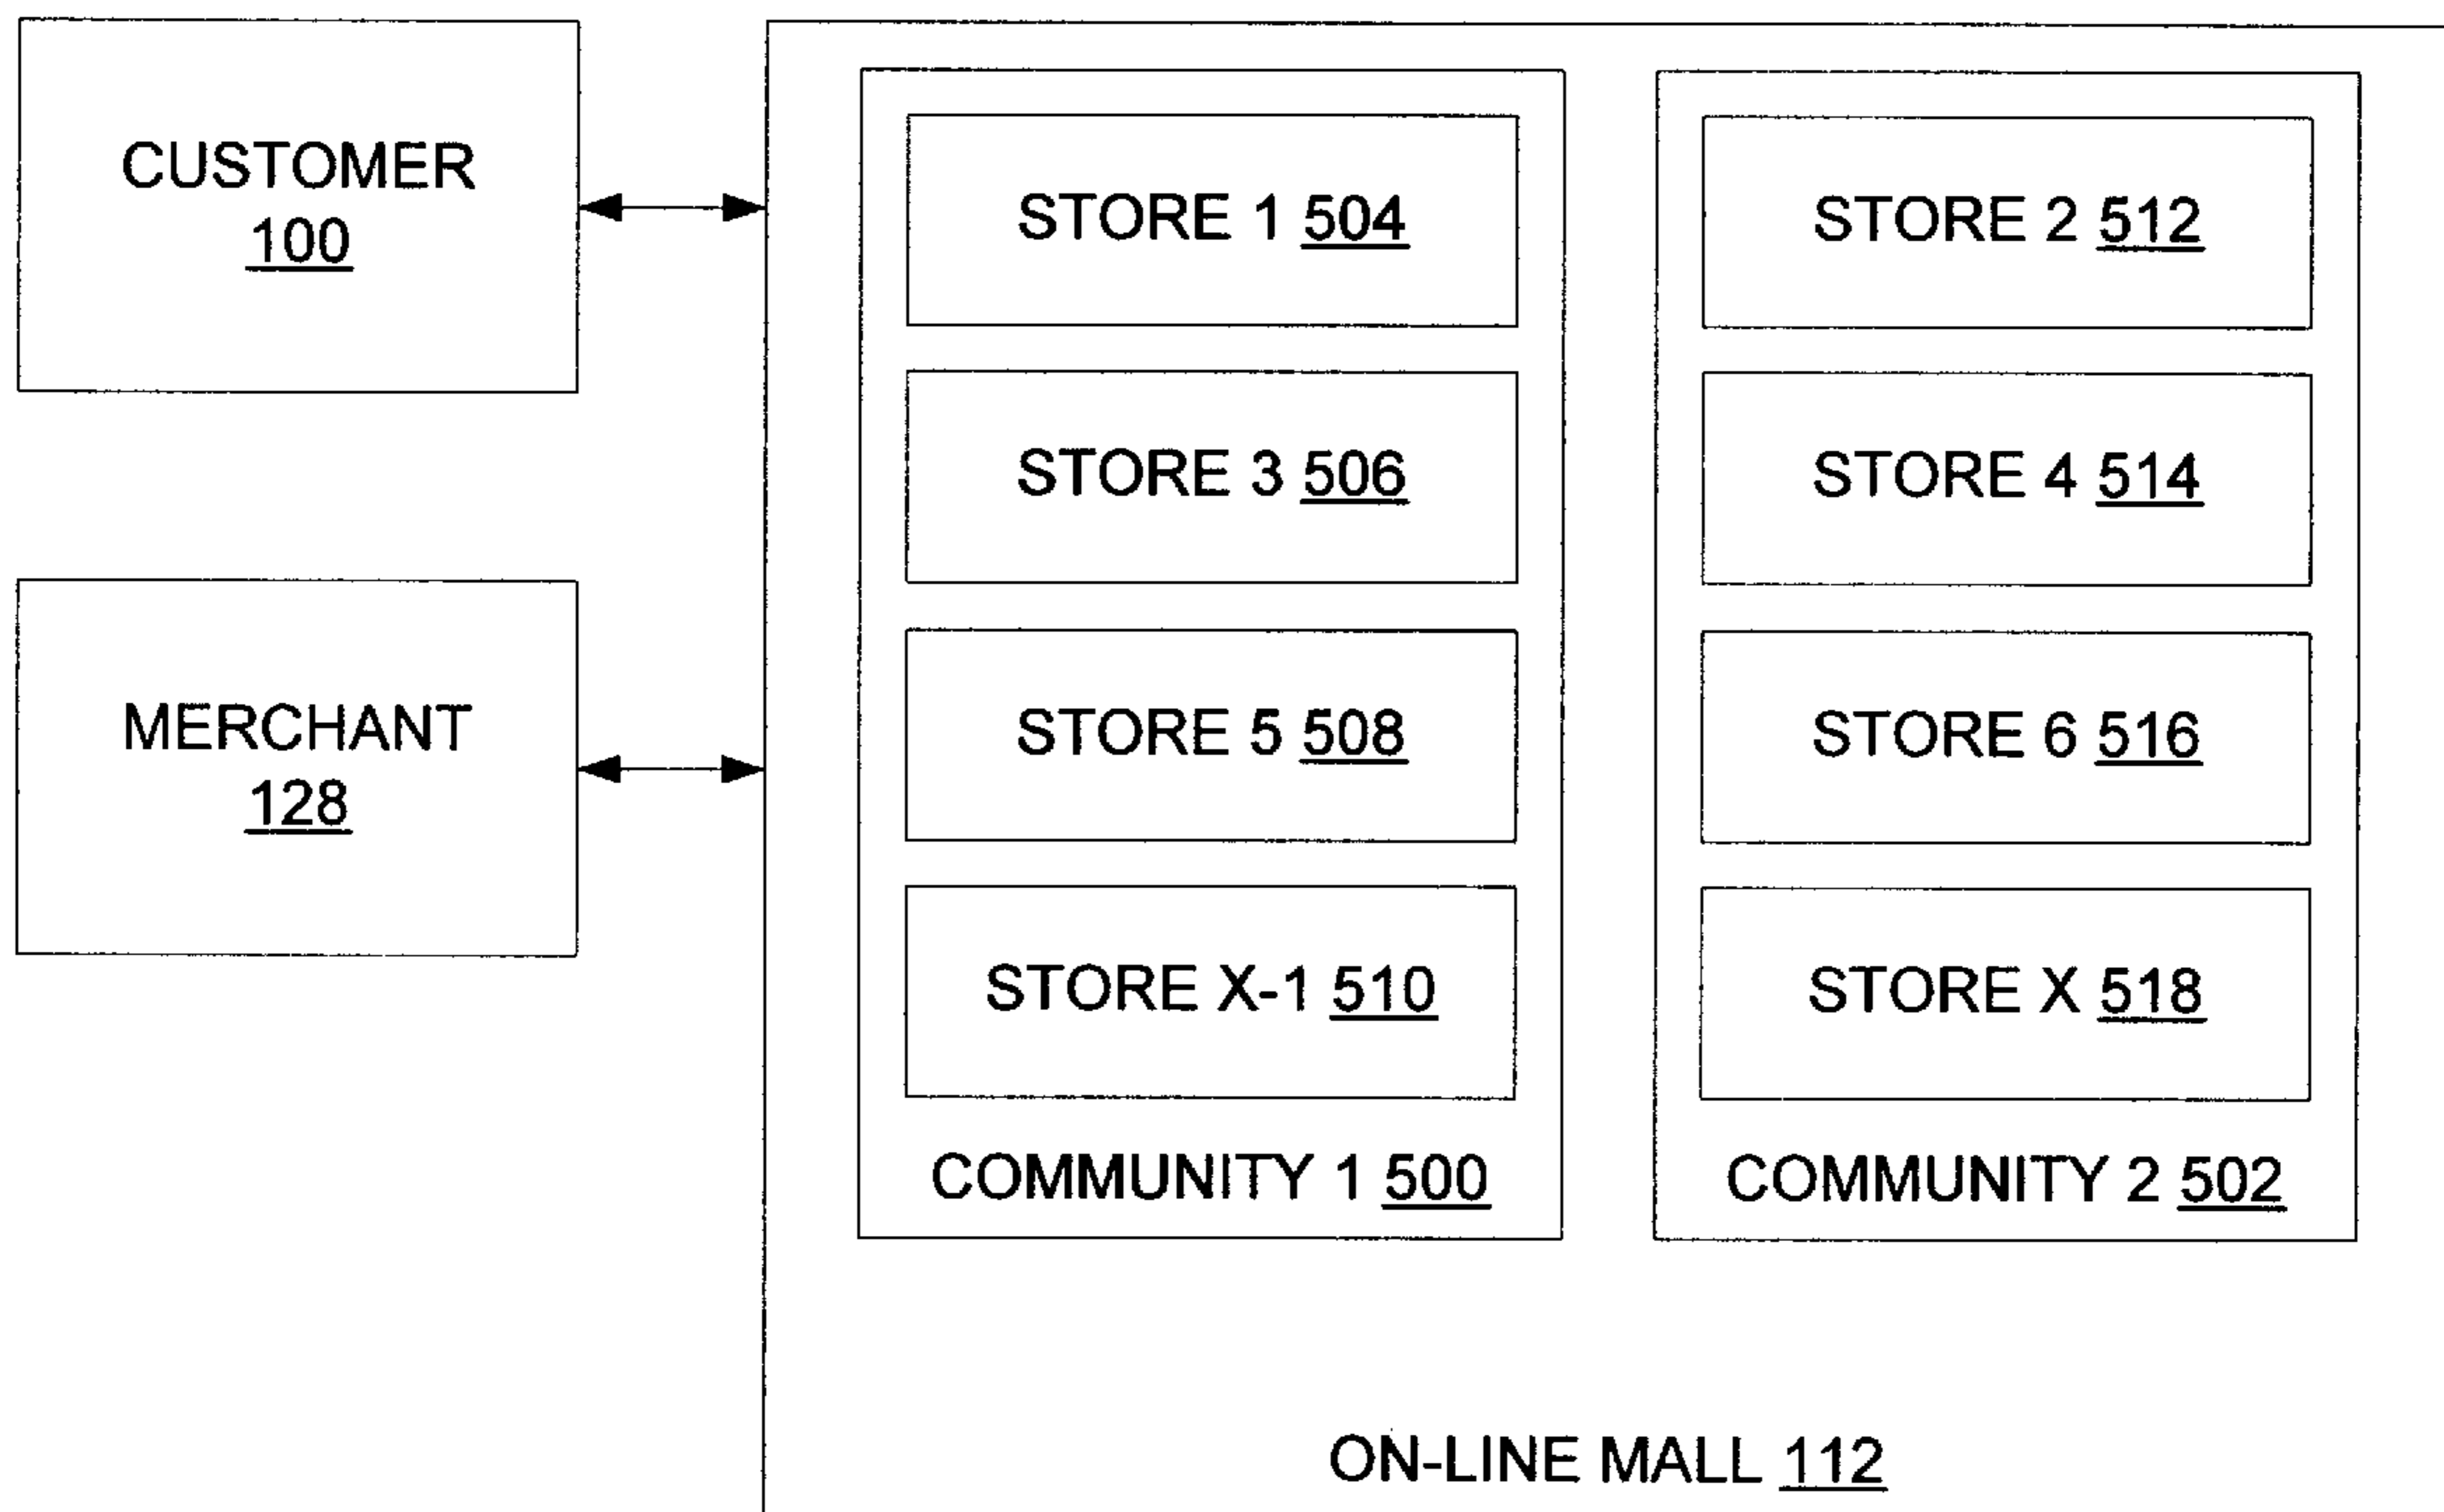 CUSTOMER
100
MERCHANT
128
STORE 1 504
STORE 3 506
STORE 5 508
STORE X-1 510
COMMUNITY 1 500
STORE 2 512
STORE 4 514
STORE 6 516
STORE X 518
COMMUNITY 2 502
ON-LINE MALL 112